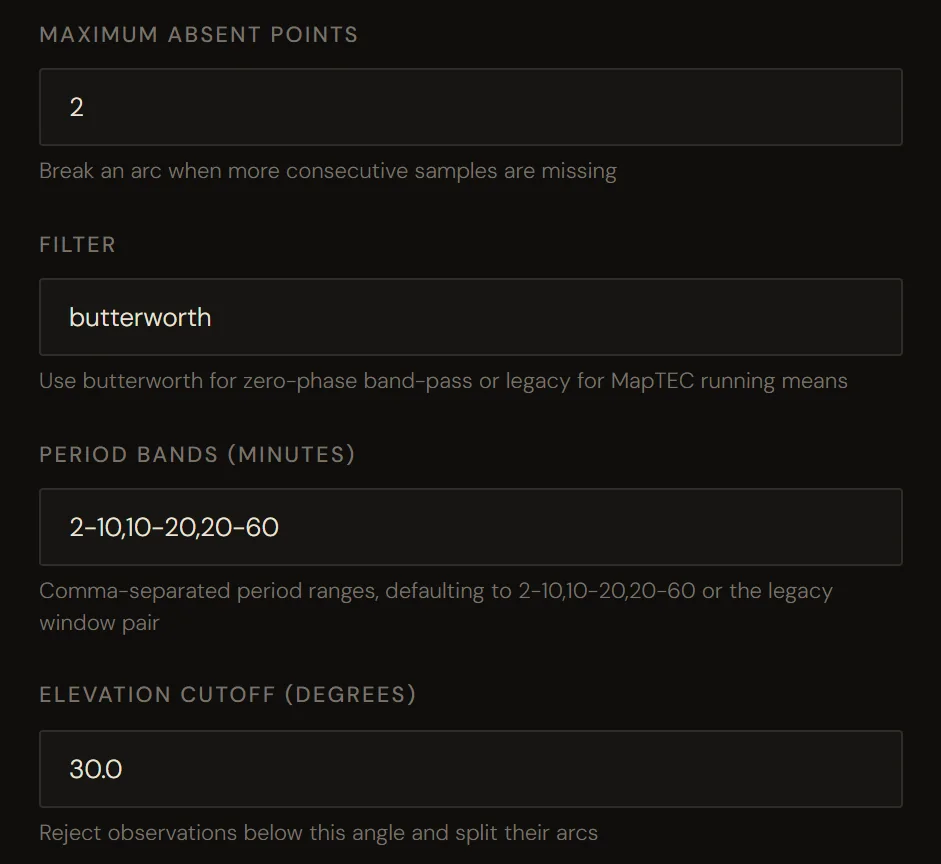 MAXIMUM ABSENT POINTS
2
Break an arc when more consecutive samples are missing
FILTER
butterworth
Use butterworth for zero-phase band-pass or legacy for MapTEC running means
PERIOD BANDS (MINUTES)
2-10,10-20,20-60
Comma-separated period ranges, defaulting to 2-10,10-20,20-60 or the legacy
window pair
ELEVATION CUTOFF (DEGREES)
30.0
Reject observations below this angle and split their arcs